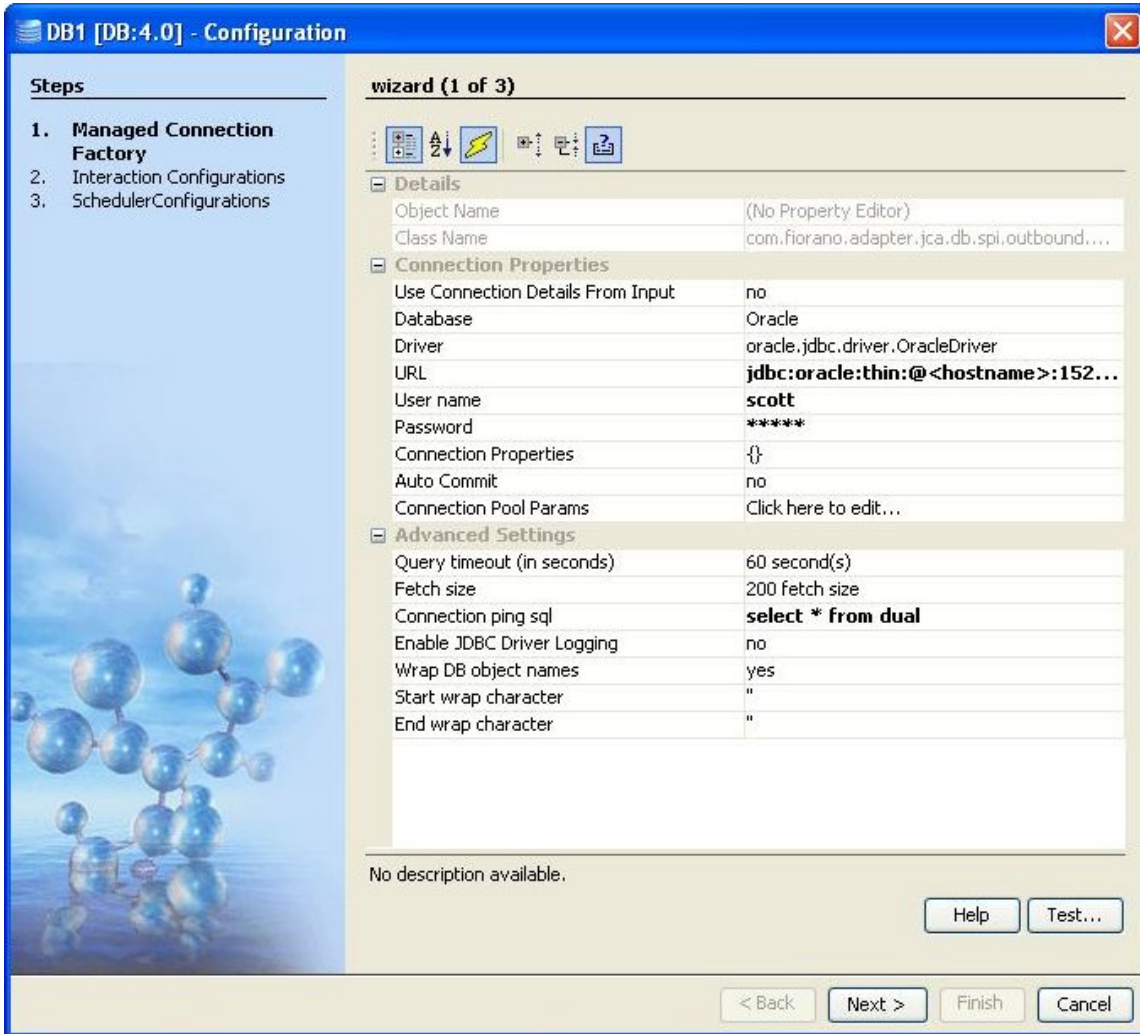 DB1 [DB:4.0] - Configuration
Steps
1. Managed Connection
Factory
2. Interaction Configurations
3. SchedulerConfigurations
wizard (1 of 3)
Details
Object Name (No Property Editor)
Class Name com.fiorano.adapter.jca.db.spi.outbound....
Connection Properties
Use Connection Details From Input no
Database Oracle
Driver oracle.jdbc.driver.OracleDriver
URL jdbc:oracle:thin:@<hostname>:152...
User name scott
Password *****
Connection Properties {}
Auto Commit no
Connection Pool Params Click here to edit...
Advanced Settings
Query timeout (in seconds) 60 second(s)
Fetch size 200 fetch size
Connection ping sql select * from dual
Enable JDBC Driver Logging no
Wrap DB object names yes
Start wrap character "
End wrap character "
No description available.
Help Test...
< Back Next > Finish Cancel